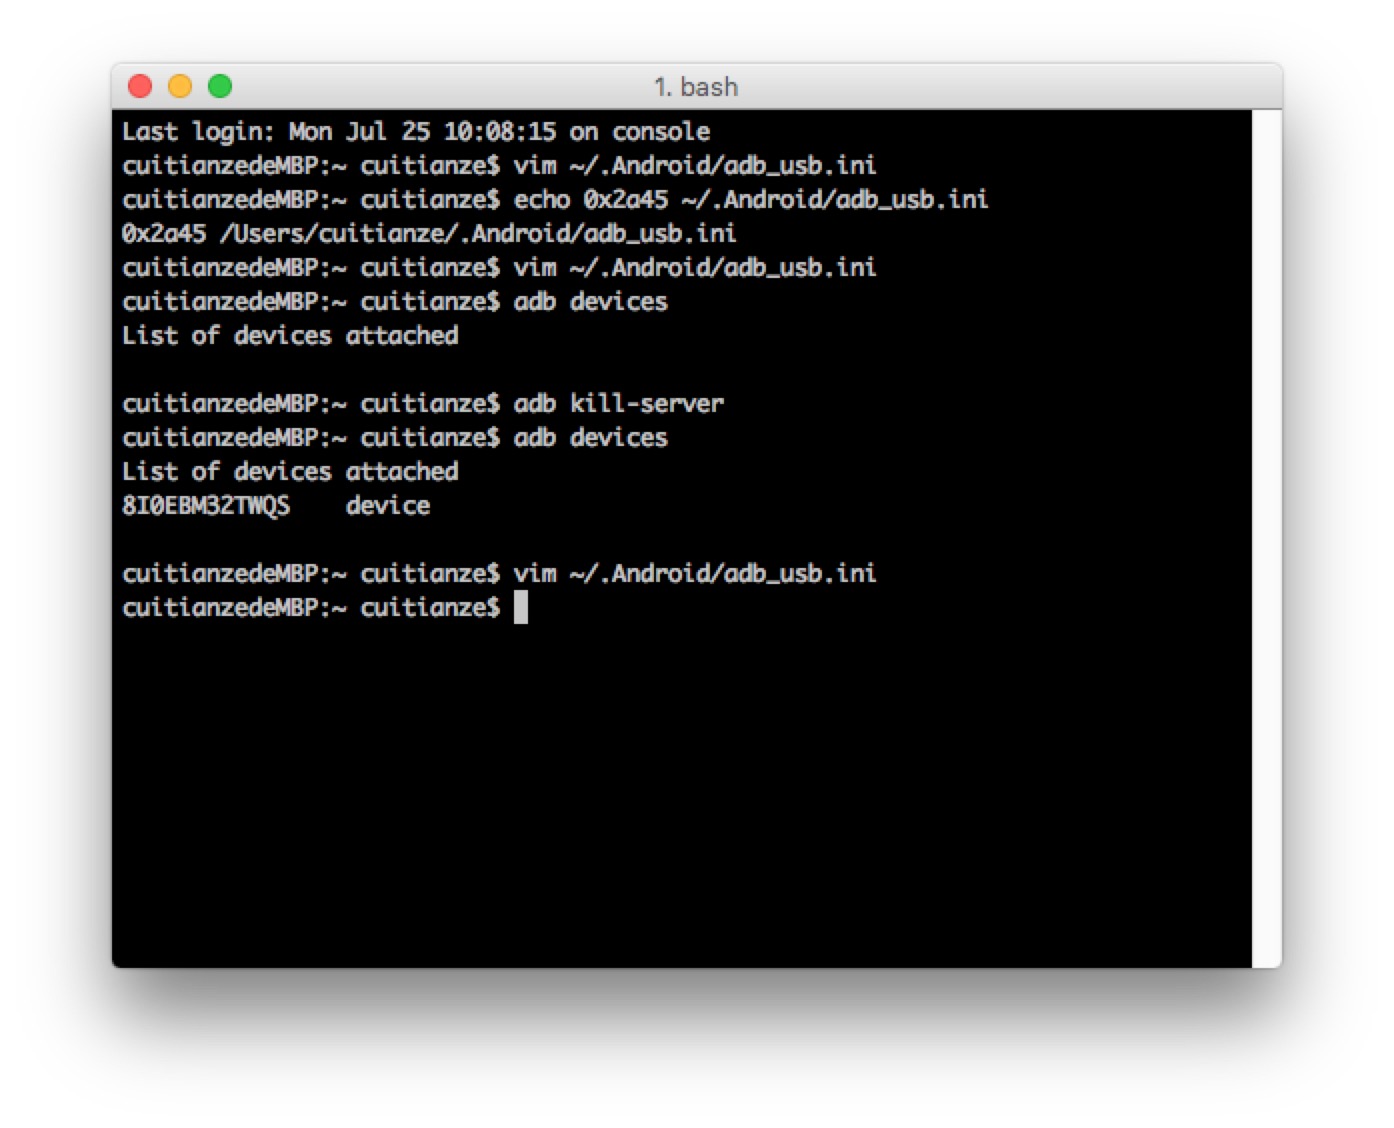 1. bash
Last login: Mon Jul 25 10:08:15 on console
cuitianzedeMBP:~ cuitianze$ vim ~/.Android/adb_usb.ini
cuitianzedeMBP:~ cuitianze$ echo 0x2a45 ~/.Android/adb_usb.ini
0x2a45 /Users/cuitianze/.Android/adb_usb.ini
cuitianzedeMBP:~ cuitianze$ vim ~/.Android/adb_usb.ini
cuitianzedeMBP:~ cuitianze$ adb devices
List of devices attached
cuitianzedeMBP:~ cuitianze$ adb kill-server
cuitianzedeMBP:~ cuitianze$ adb devices
List of devices attached
8I0EBM32TWQS    device
cuitianzedeMBP:~ cuitianze$ vim ~/.Android/adb_usb.ini
cuitianzedeMBP:~ cuitianze$